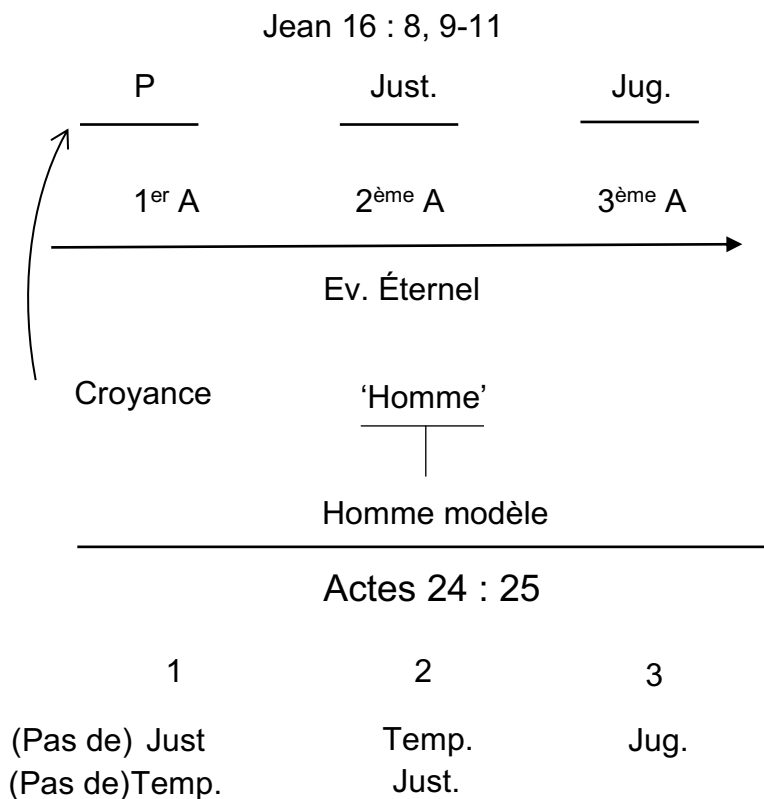 Jean 16 : 8, 9-11
P Just. Jug.
1er A 2ème A 3ème A
Ev. Éternel
Croyance ‘Homme’
Homme modèle
Actes 24 : 25
1 2 3
(Pas de) Just Temp. Jug.
(Pas de)Temp. Just.